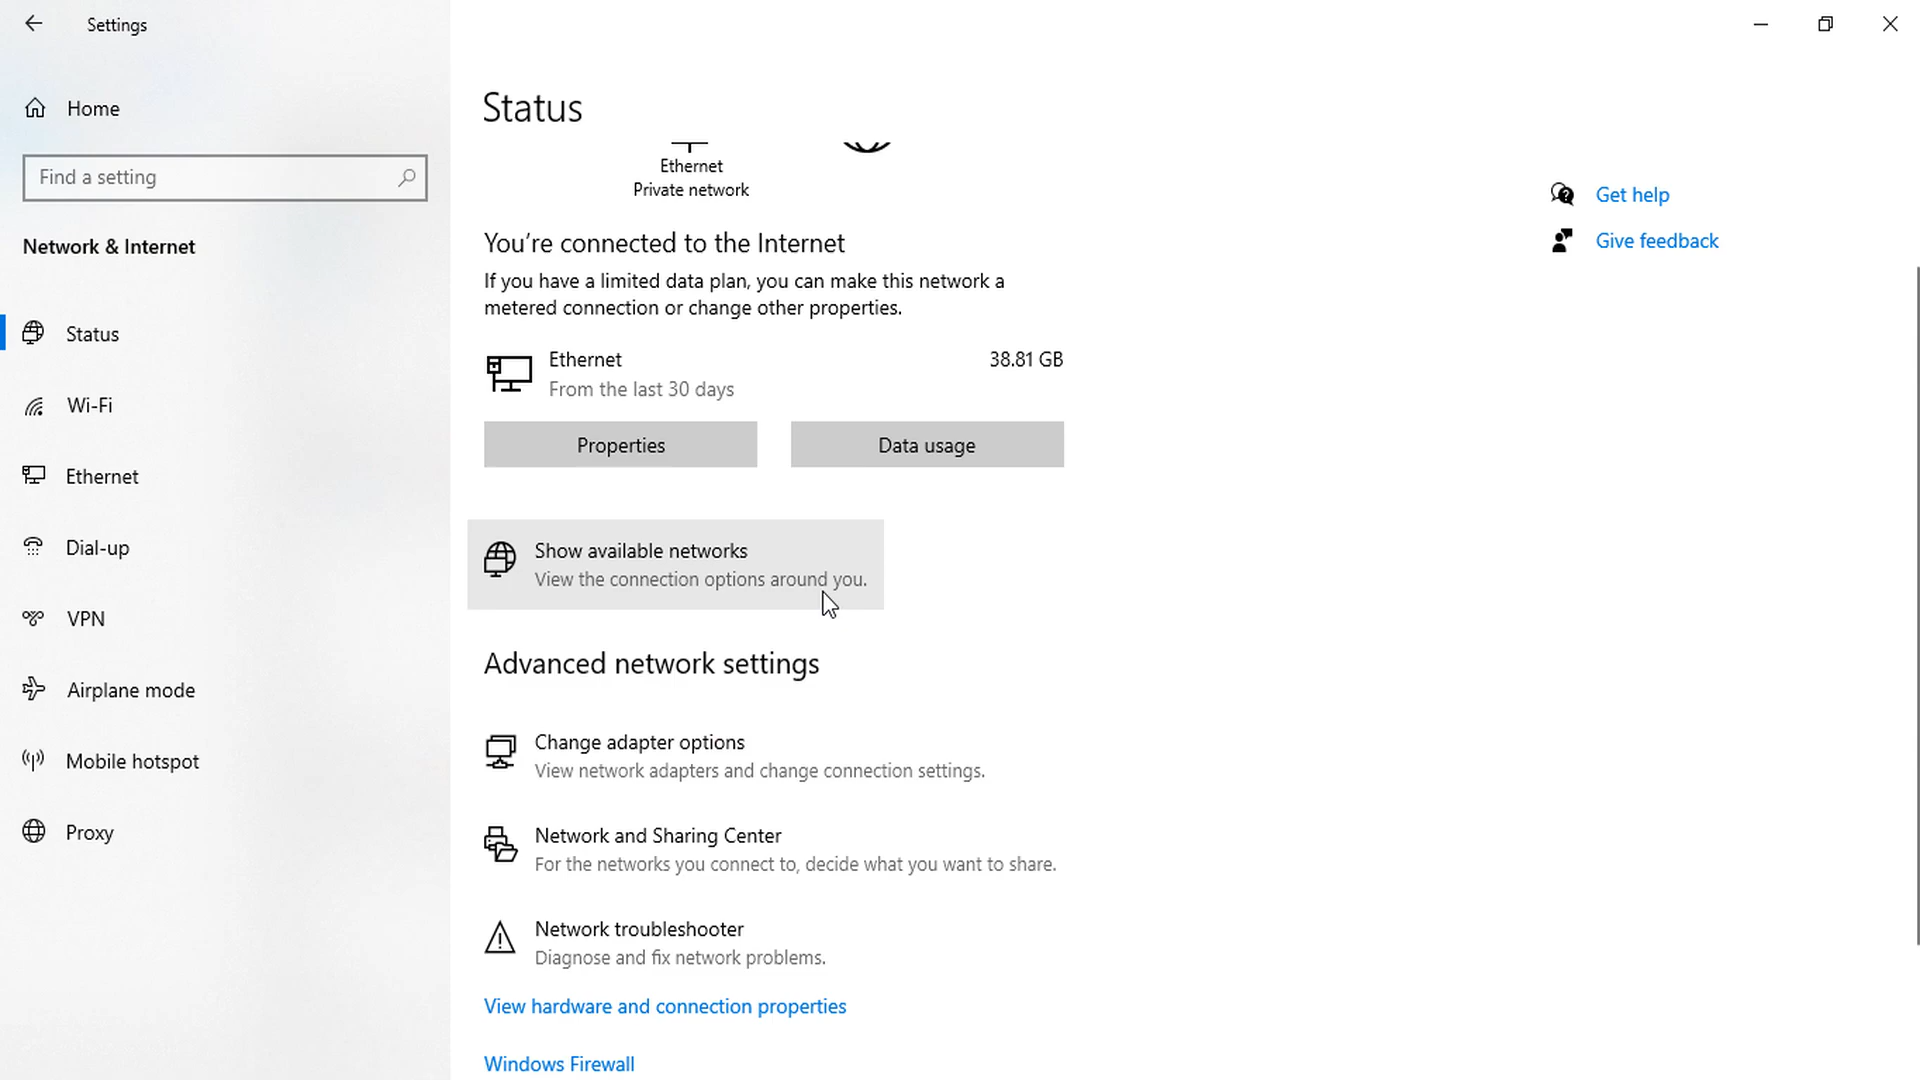 Settings
Home
Find a setting
Network & Internet
Status
Wi-Fi
Ethernet
Dial-up
VPN
Airplane mode
Mobile hotspot
Proxy
Status
Ethernet
Private network
You're connected to the Internet
If you have a limited data plan, you can make this network a
metered connection or change other properties.
Ethernet 38.81 GB
From the last 30 days
Properties Data usage
Show available networks
View the connection options around you.
Advanced network settings
Change adapter options
View network adapters and change connection settings.
Network and Sharing Center
For the networks you connect to, decide what you want to share.
Network troubleshooter
Diagnose and fix network problems.
View hardware and connection properties
Windows Firewall
Get help
Give feedback